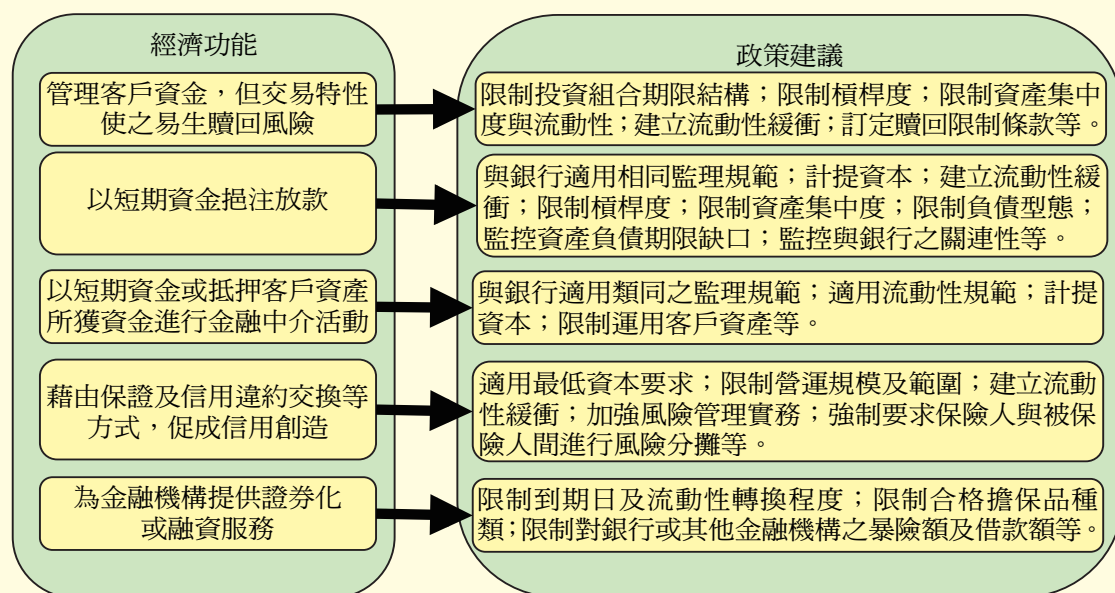 經濟功能
政策建議
管理客戶資金，但交易特性
使之易生贖回風險
限制投資組合期限結構；限制槓桿度；限制資產集中
度與流動性；建立流動性緩衝；訂定贖回限制條款等。
以短期資金挹注放款
與銀行適用相同監理規範；計提資本；建立流動性緩
衝；限制槓桿度；限制資產集中度；限制負債型態；
監控資產負債期限缺口；監控與銀行之關連性等。
以短期資金或抵押客戶資產
所獲資金進行金融中介活動
與銀行適用類同之監理規範；適用流動性規範；計提
資本；限制運用客戶資產等。
藉由保證及信用違約交換等
方式，促成信用創造
適用最低資本要求；限制營運規模及範圍；建立流動
性緩衝；加強風險管理實務；強制要求保險人與被保
險人間進行風險分攤等。
為金融機構提供證券化
或融資服務
限制到期日及流動性轉換程度；限制合格擔保品種
類；限制對銀行或其他金融機構之暴險額及借款額等。